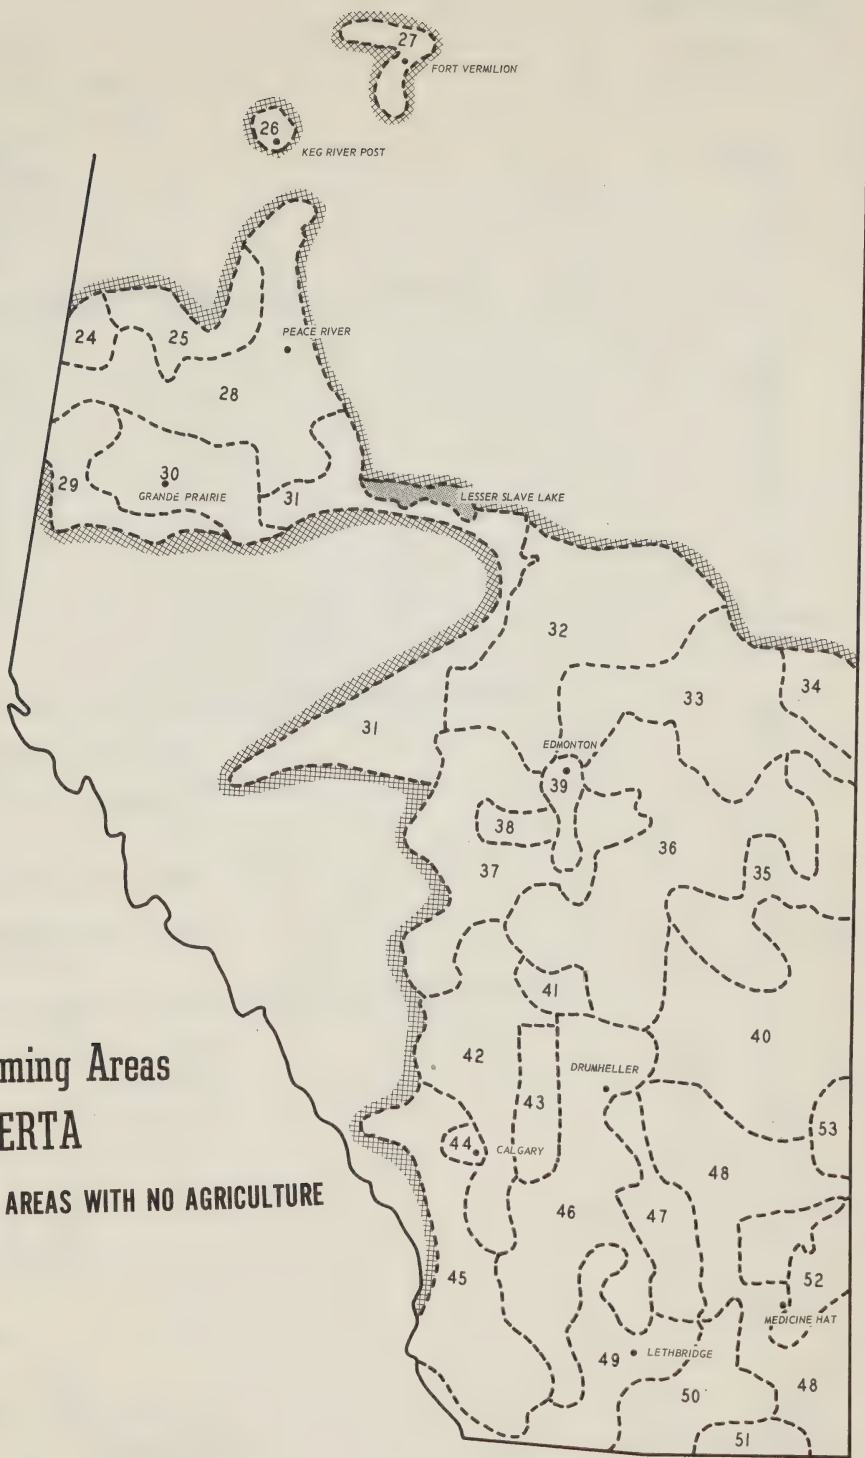 27
FORT VERMILION
26
KEG RIVER POST
24
25
PEACE RIVER
28
29
30
GRANDE PRAIRIE
31
LESSER SLAVE LAKE
32
33
34
31
EDMONTON
39
38
36
37
35
41
40
42
DRUMHELLER
43
53
44
CALGARY
48
46
47
45
52
MEDICINE HAT
49
LETHBRIDGE
48
50
51
ming Areas
ERTA
AREAS WITH NO AGRICULTURE